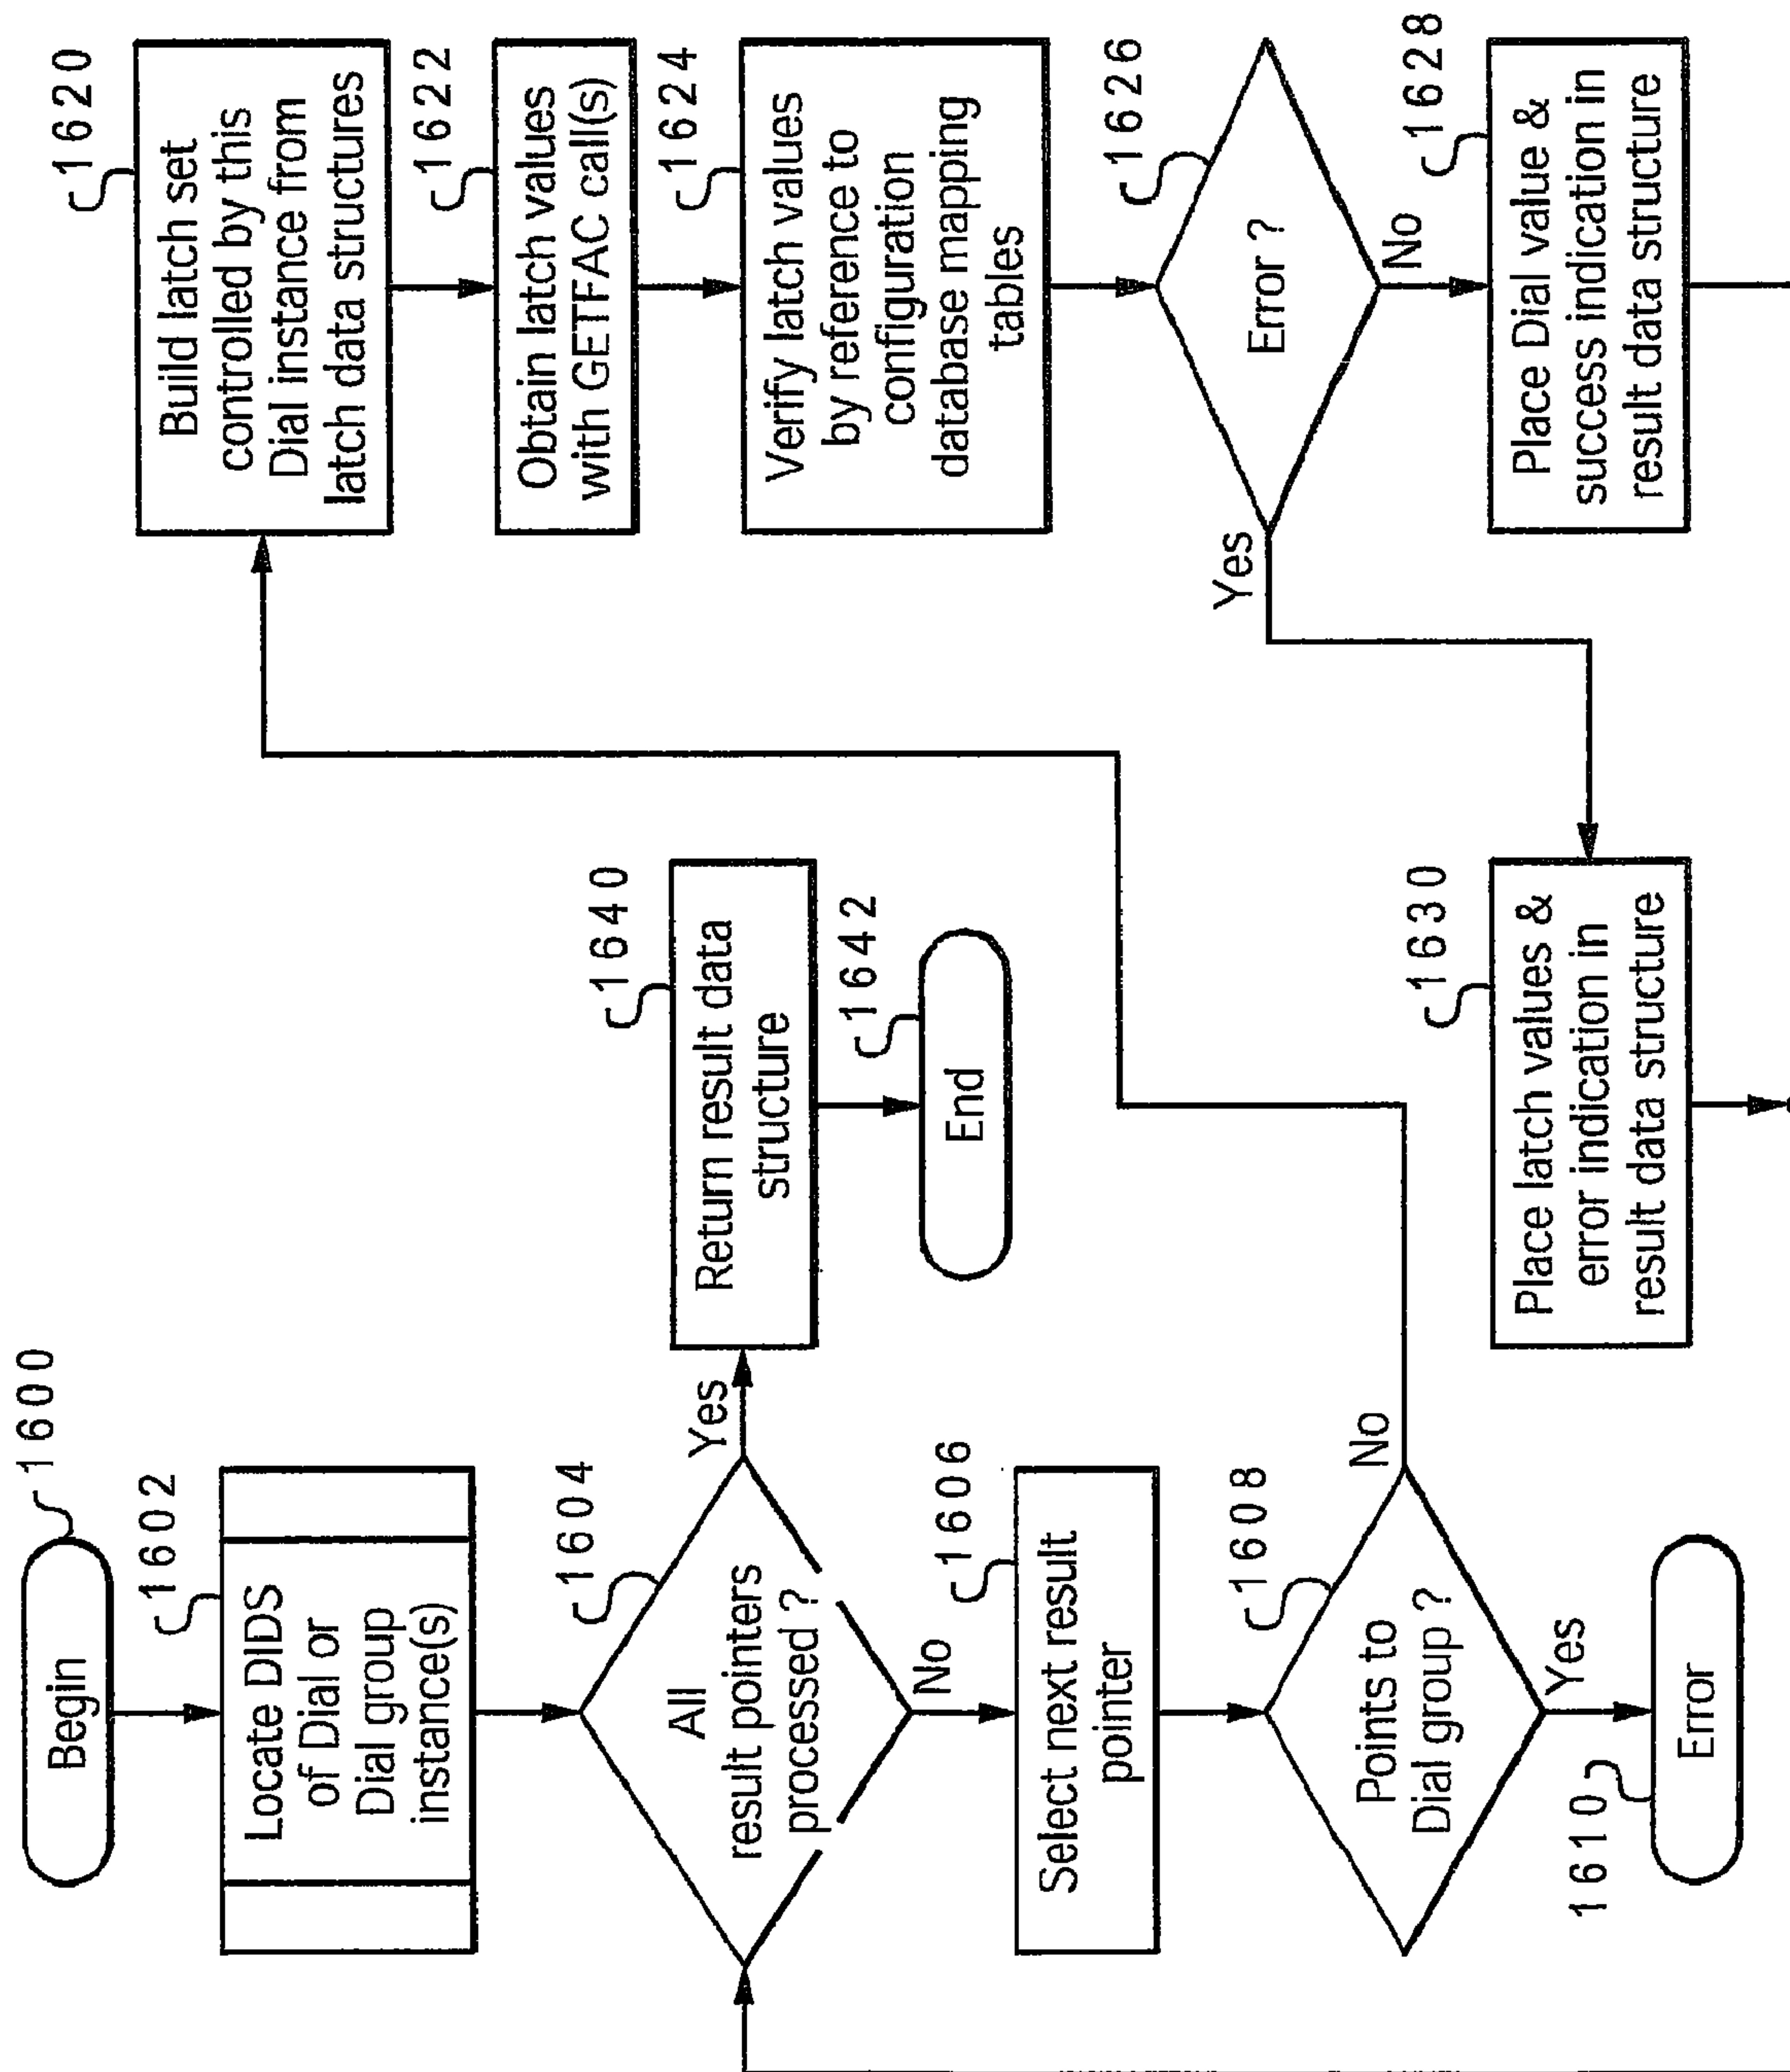 1600
Begin
1602
Locate DIDS
of Dial or
Dial group
instance(s)
1604
All
result pointers
processed ?
Yes
No
1606
Select next result
pointer
1608
Points to
Dial group ?
No
Yes
1610
Error
1640
Return result data
structure
1642
End
1620
Build latch set
controlled by this
Dial instance from
latch data structures
1622
Obtain latch values
with GETFAC call(s)
1624
Verify latch values
by reference to
configuration
database mapping
tables
1626
Error ?
Yes
No
1628
Place Dial value &
success indication in
result data structure
1630
Place latch values &
error indication in
result data structure